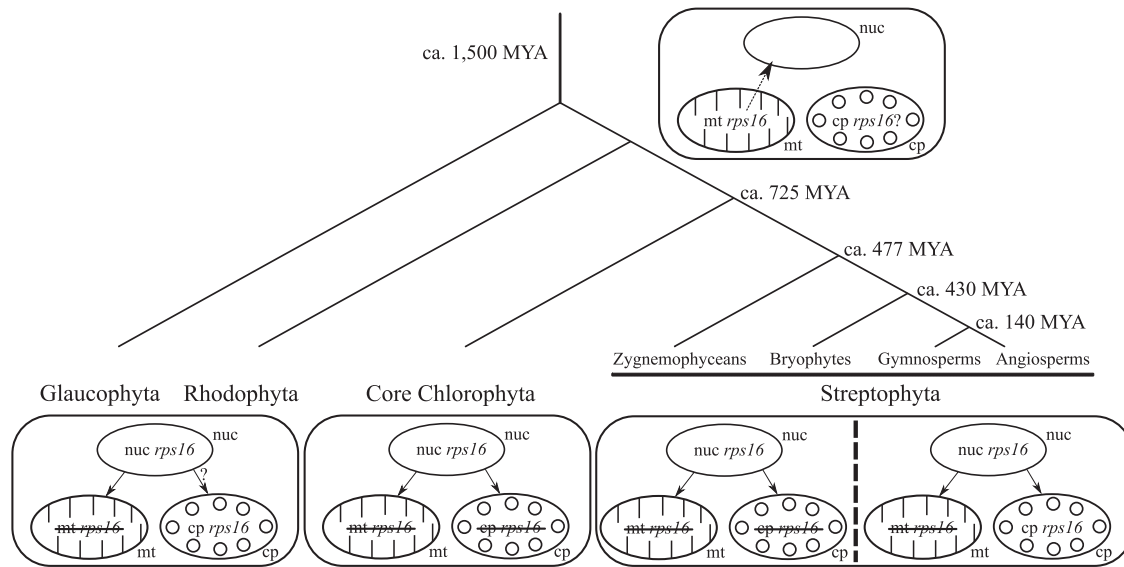 ca. 1,500 MYA
nuc
mt rps16
cp rps16?
mt
cp
ca. 725 MYA
ca. 477 MYA
ca. 430 MYA
ca. 140 MYA
Zygnemophyceans Bryophytes Gymnosperms Angiosperms
Glaucophyta Rhodophyta Core Chlorophyta Streptophyta
nuc rps16
nuc
?
mt rps16
cp rps16
mt
cp
nuc rps16
nuc
mt rps16
cp rps16
mt
cp
nuc rps16
nuc
mt rps16
cp rps16
mt
cp
nuc rps16
nuc
mt rps16
cp rps16
mt
cp